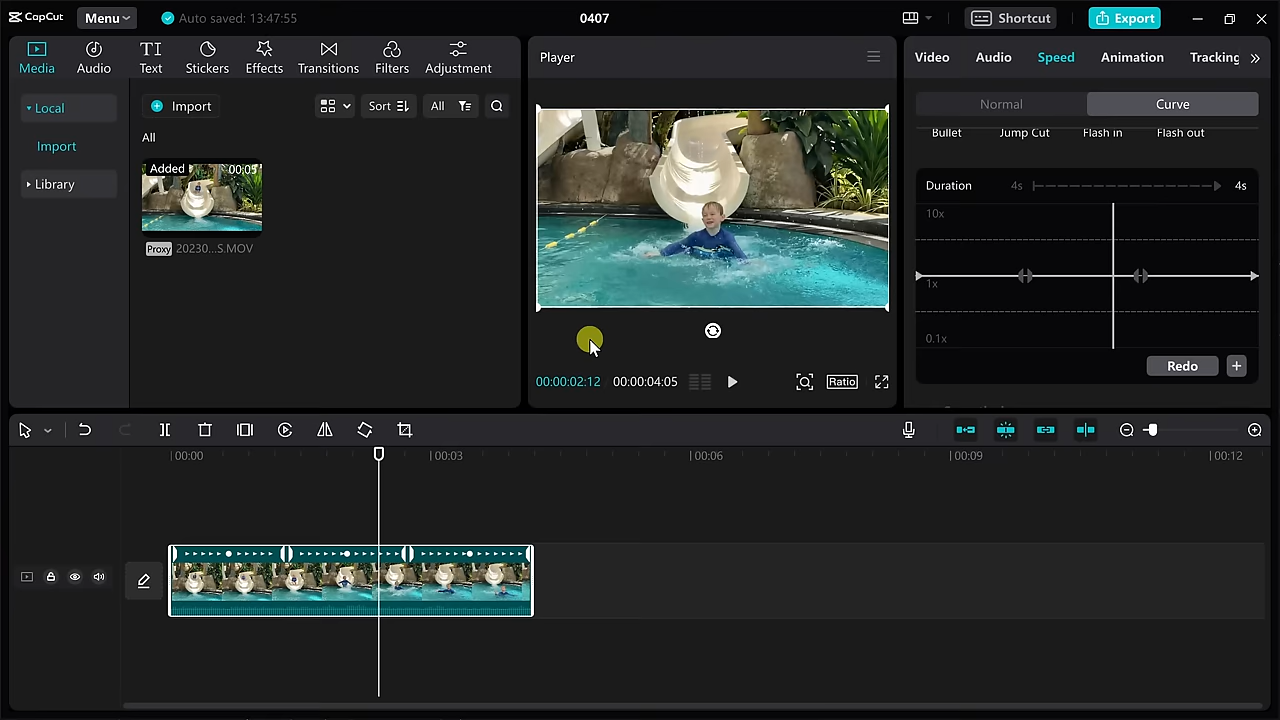 CapCut
Menu
Auto saved: 13:47:55
0407
Shortcut
Export
Media
Audio
Text
Stickers
Effects
Transitions
Filters
Adjustment
Local
Import
Library
Import
Sort
All
All
Added
00:05
Proxy 20230...S.MOV
Player
00:00:02:12
00:00:04:05
Ratio
Video
Audio
Speed
Animation
Tracking
Normal
Curve
Bullet
Jump Cut
Flash in
Flash out
Duration
4s
4s
10x
1x
0.1x
Redo
00:00
00:03
00:06
00:09
00:12